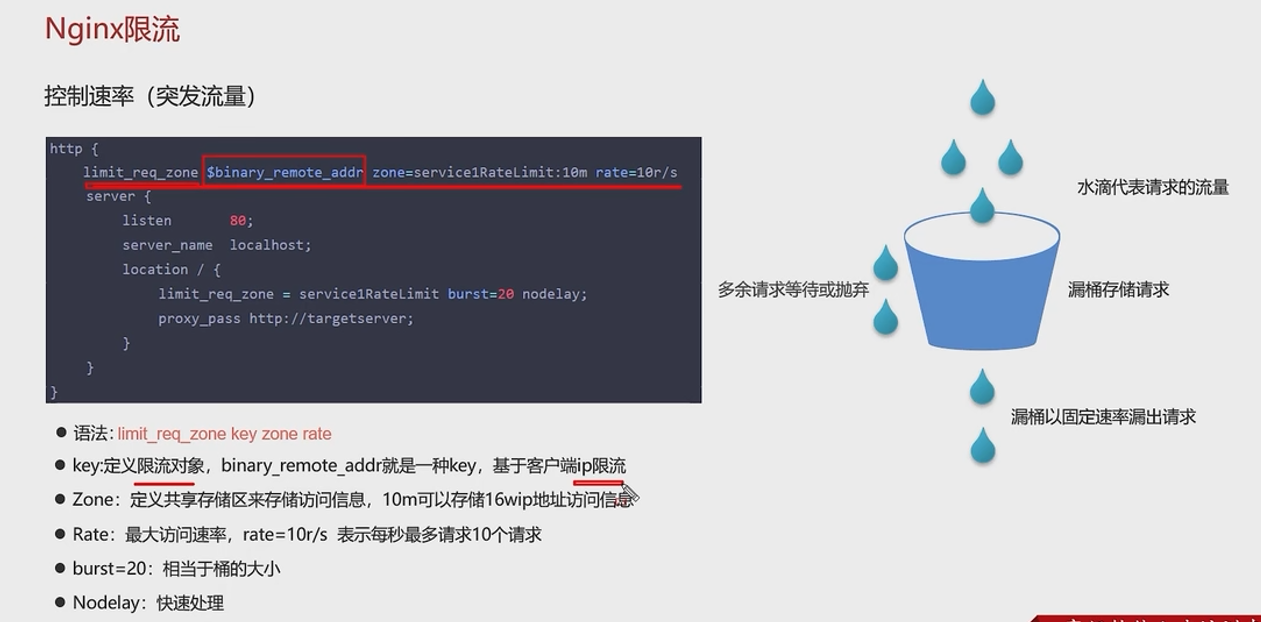 Nginx限流
控制速率（突发流量）
http {
limit_req_zone $binary_remote_addr zone=service1RateLimit:10m rate=10r/s
server {
listen 80;
server_name localhost;
location / {
limit_req_zone = service1RateLimit burst=20 nodelay;
proxy_pass http://targetserver;
}
}
}
水滴代表请求的流量
多余请求等待或抛弃
漏桶存储请求
漏桶以固定速率漏出请求
● 语法: limit_req_zone key zone rate
● key:定义限流对象，binary_remote_addr就是一种key，基于客户端ip限流
● Zone：定义共享存储区来存储访问信息，10m可以存储16wip地址访问信息
● Rate：最大访问速率，rate=10r/s 表示每秒最多请求10个请求
● burst=20：相当于桶的大小
● Nodelay：快速处理